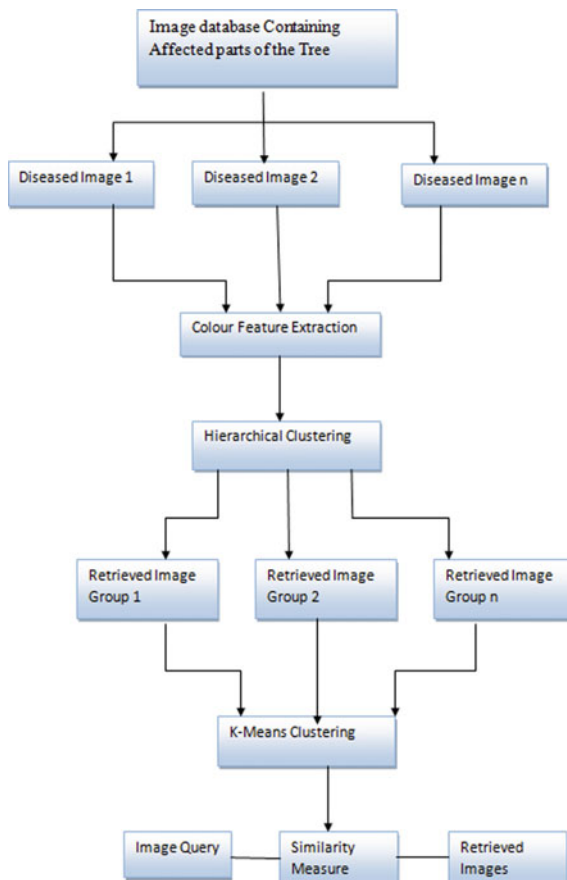 Image database Containing
Affected parts of the Tree
Diseased Image 1
Diseased Image 2
Diseased Image n
Colour Feature Extraction
Hierarchical Clustering
Retrieved Image
Group 1
Retrieved Image
Group 2
Retrieved Image
Group n
K-Means Clustering
Image Query
Similarity
Measure
Retrieved
Images